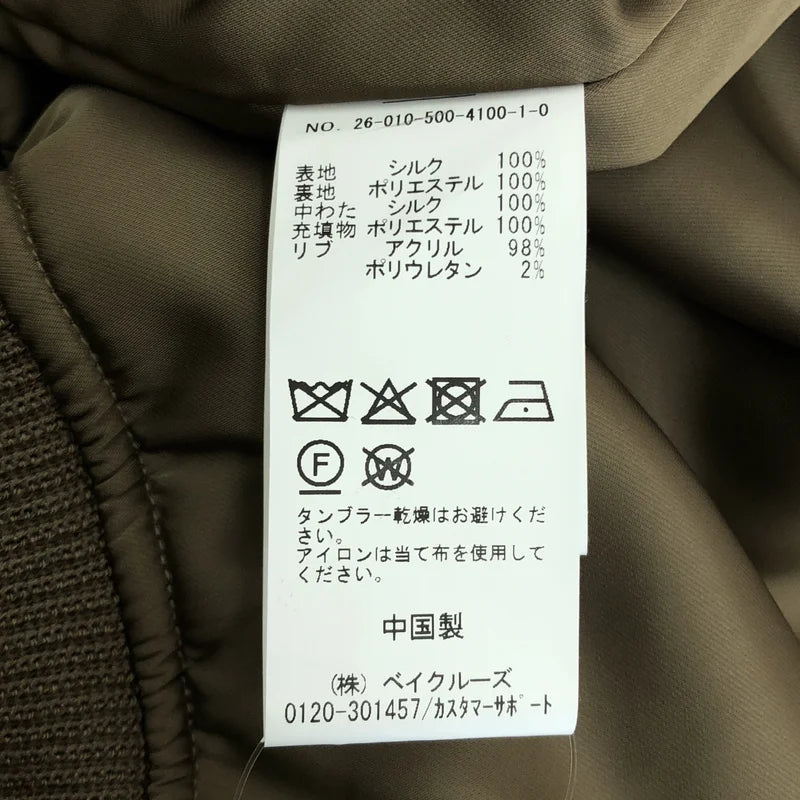 NO. 26-010-500-4100-1-0
表地 シルク 100%
裏地 ポリエステル 100%
中わた シルク 100%
充填物 ポリエステル 100%
リブ アクリル 98%
ポリウレタン 2%
F W
タンブラー乾燥はお避けくだ
さい。
アイロンは当て布を使用して
ください。
中国製
(株) ベイクルーズ
0120-301457/カスタマーサポート